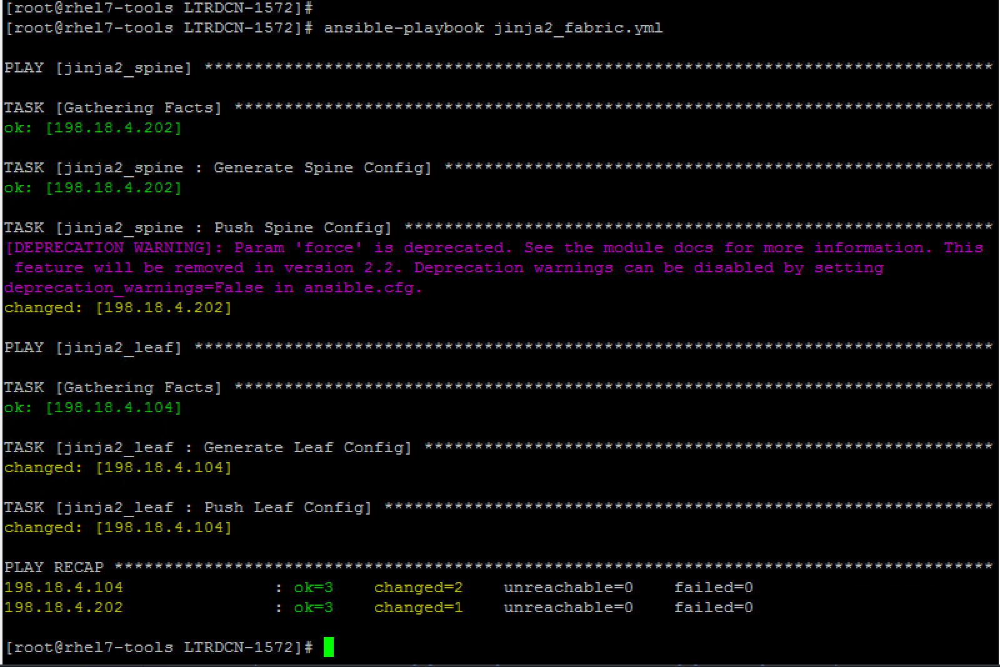 [root@rhel7-tools LTRDCN-1572]#
[root@rhel7-tools LTRDCN-1572]# ansible-playbook jinja2_fabric.yml
PLAY [jinja2_spine] *******************************************************************************
TASK [Gathering Facts] ****************************************************************************
ok: [198.18.4.202]
TASK [jinja2_spine : Generate Spine Config] *******************************************************
ok: [198.18.4.202]
TASK [jinja2_spine : Push Spine Config] ***********************************************************
[DEPRECATION WARNING]: Param 'force' is deprecated. See the module docs for more information. This
 feature will be removed in version 2.2. Deprecation warnings can be disabled by setting
deprecation_warnings=False in ansible.cfg.
changed: [198.18.4.202]
PLAY [jinja2_leaf] ********************************************************************************
TASK [Gathering Facts] ****************************************************************************
ok: [198.18.4.104]
TASK [jinja2_leaf : Generate Leaf Config] *********************************************************
changed: [198.18.4.104]
TASK [jinja2_leaf : Push Leaf Config] *************************************************************
changed: [198.18.4.104]
PLAY RECAP ****************************************************************************************
198.18.4.104               : ok=3    changed=2    unreachable=0    failed=0
198.18.4.202               : ok=3    changed=1    unreachable=0    failed=0
[root@rhel7-tools LTRDCN-1572]#